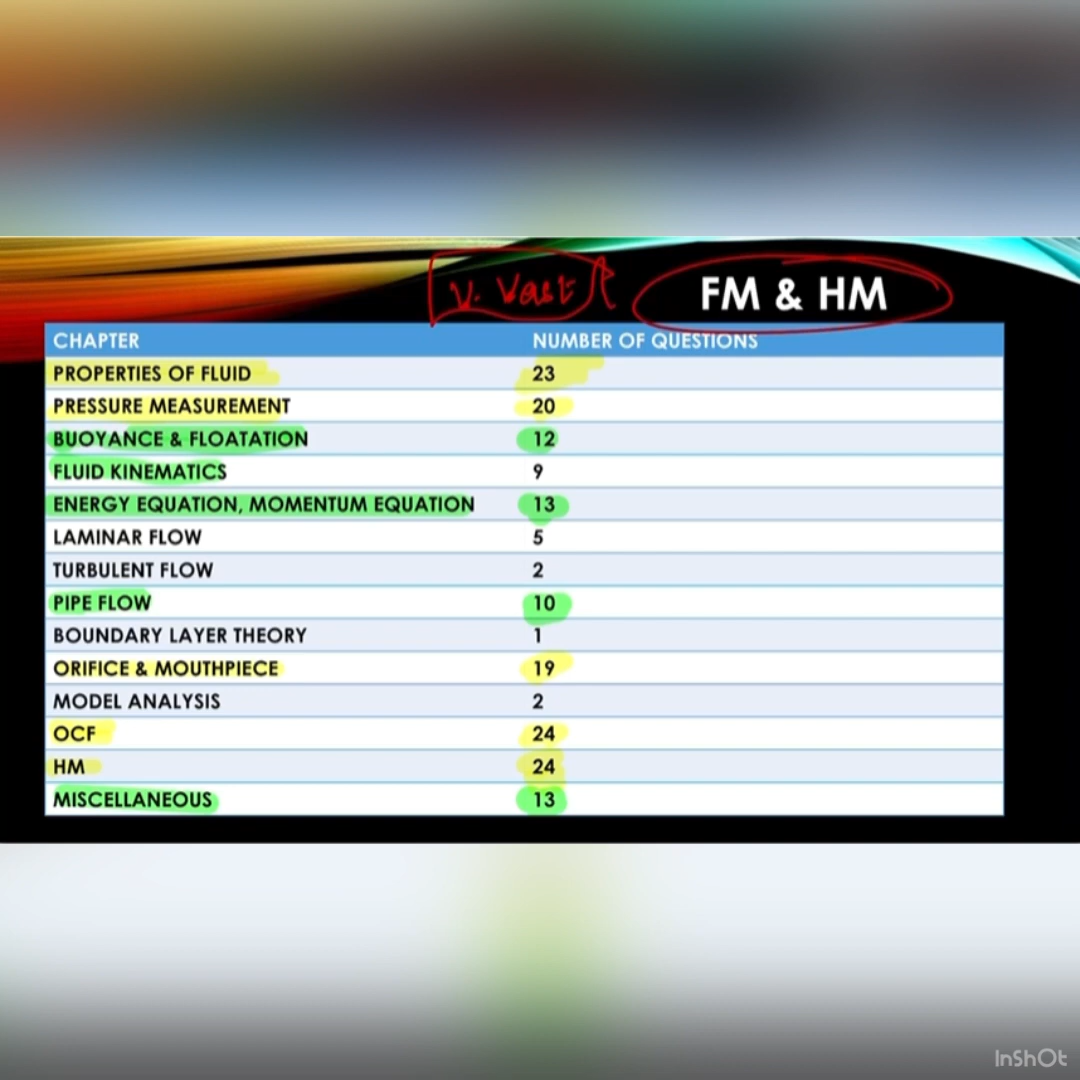 V. Vast
FM & HM
CHAPTER NUMBER OF QUESTIONS
PROPERTIES OF FLUID 23
PRESSURE MEASUREMENT 20
BUOYANCE & FLOATATION 12
FLUID KINEMATICS 9
ENERGY EQUATION, MOMENTUM EQUATION 13
LAMINAR FLOW 5
TURBULENT FLOW 2
PIPE FLOW 10
BOUNDARY LAYER THEORY 1
ORIFICE & MOUTHPIECE 19
MODEL ANALYSIS 2
OCF 24
HM 24
MISCELLANEOUS 13
InShOt